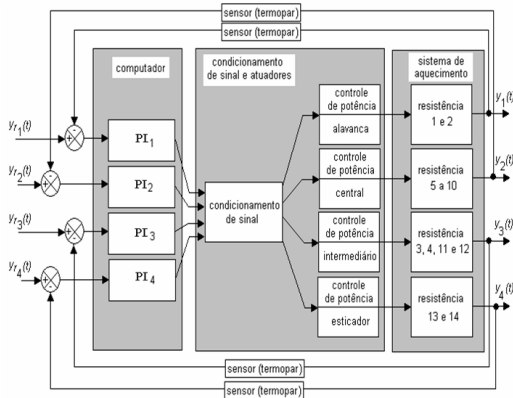 sensor (termopar)
sensor (termopar)
computador
condicionamento
de sinal e atuadores
sistema de
aquecimento
yr1(t)
yr2(t)
yr3(t)
yr4(t)
PI1
PI2
PI3
PI4
condicionamento
de sinal
controle
de potência
alavanca
controle
de potência
central
controle
de potência
intermediário
controle
de potência
esticador
resistência
1 e 2
resistência
5 a 10
resistência
3, 4, 11 e 12
resistência
13 e 14
y1(t)
y2(t)
y3(t)
y4(t)
sensor (termopar)
sensor (termopar)